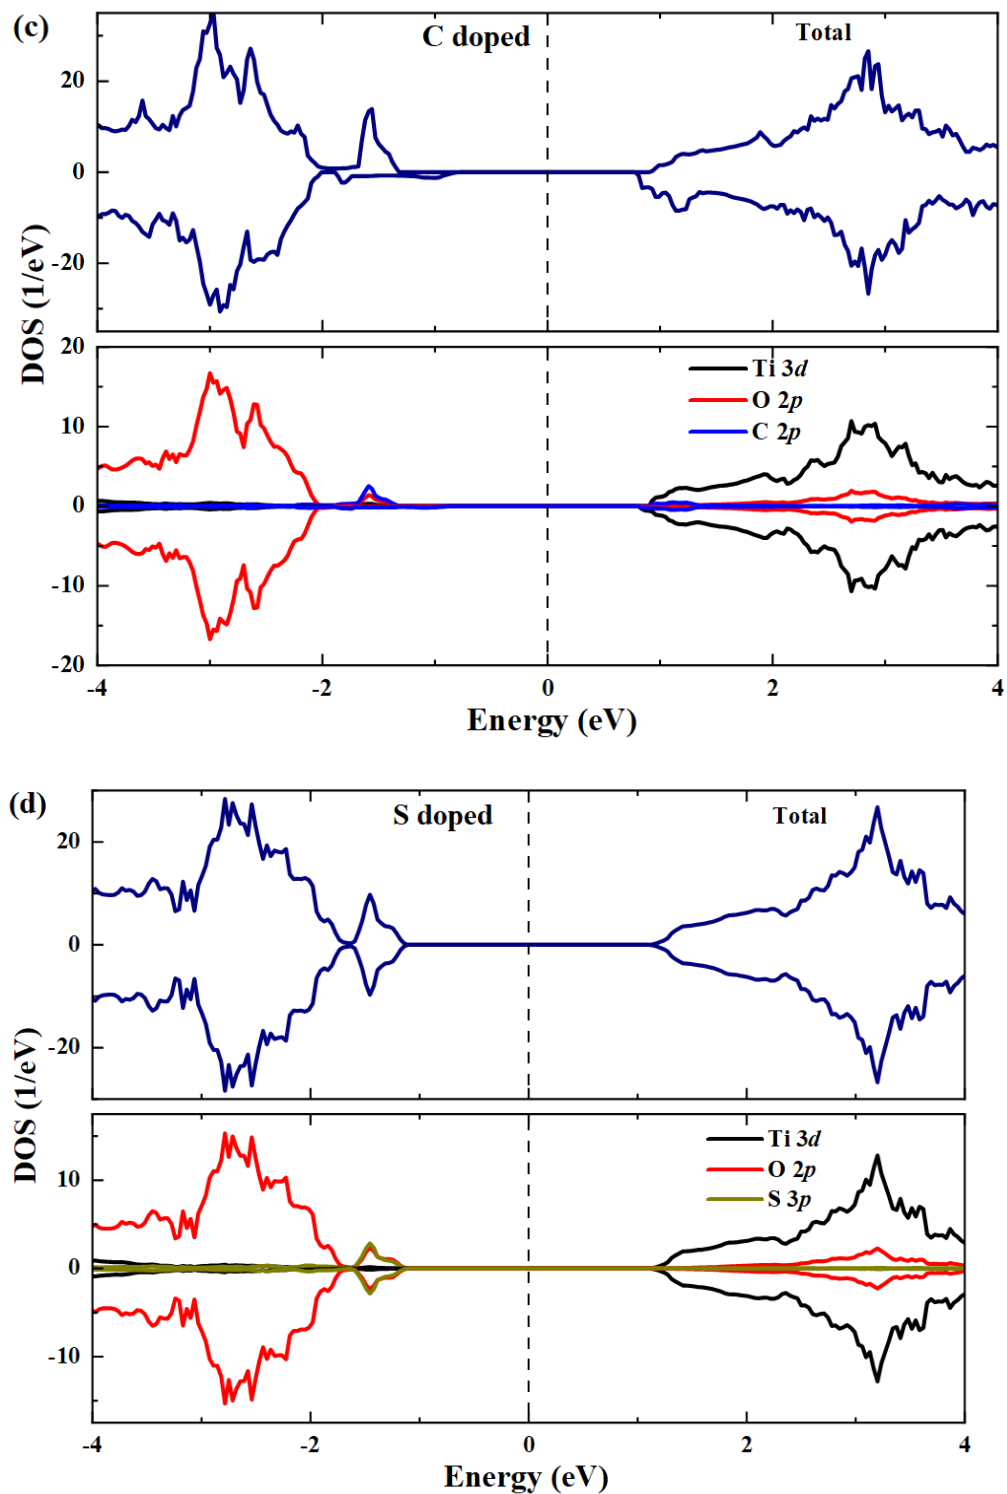 (c)
C doped
Total
20
0
-20
DOS (1/eV)
20
10
0
-10
-20
Ti 3d
O 2p
C 2p
-4
-2
0
2
4
Energy (eV)
(d)
S doped
Total
20
0
-20
DOS (1/eV)
10
0
-10
Ti 3d
O 2p
S 3p
-4
-2
0
2
4
Energy (eV)